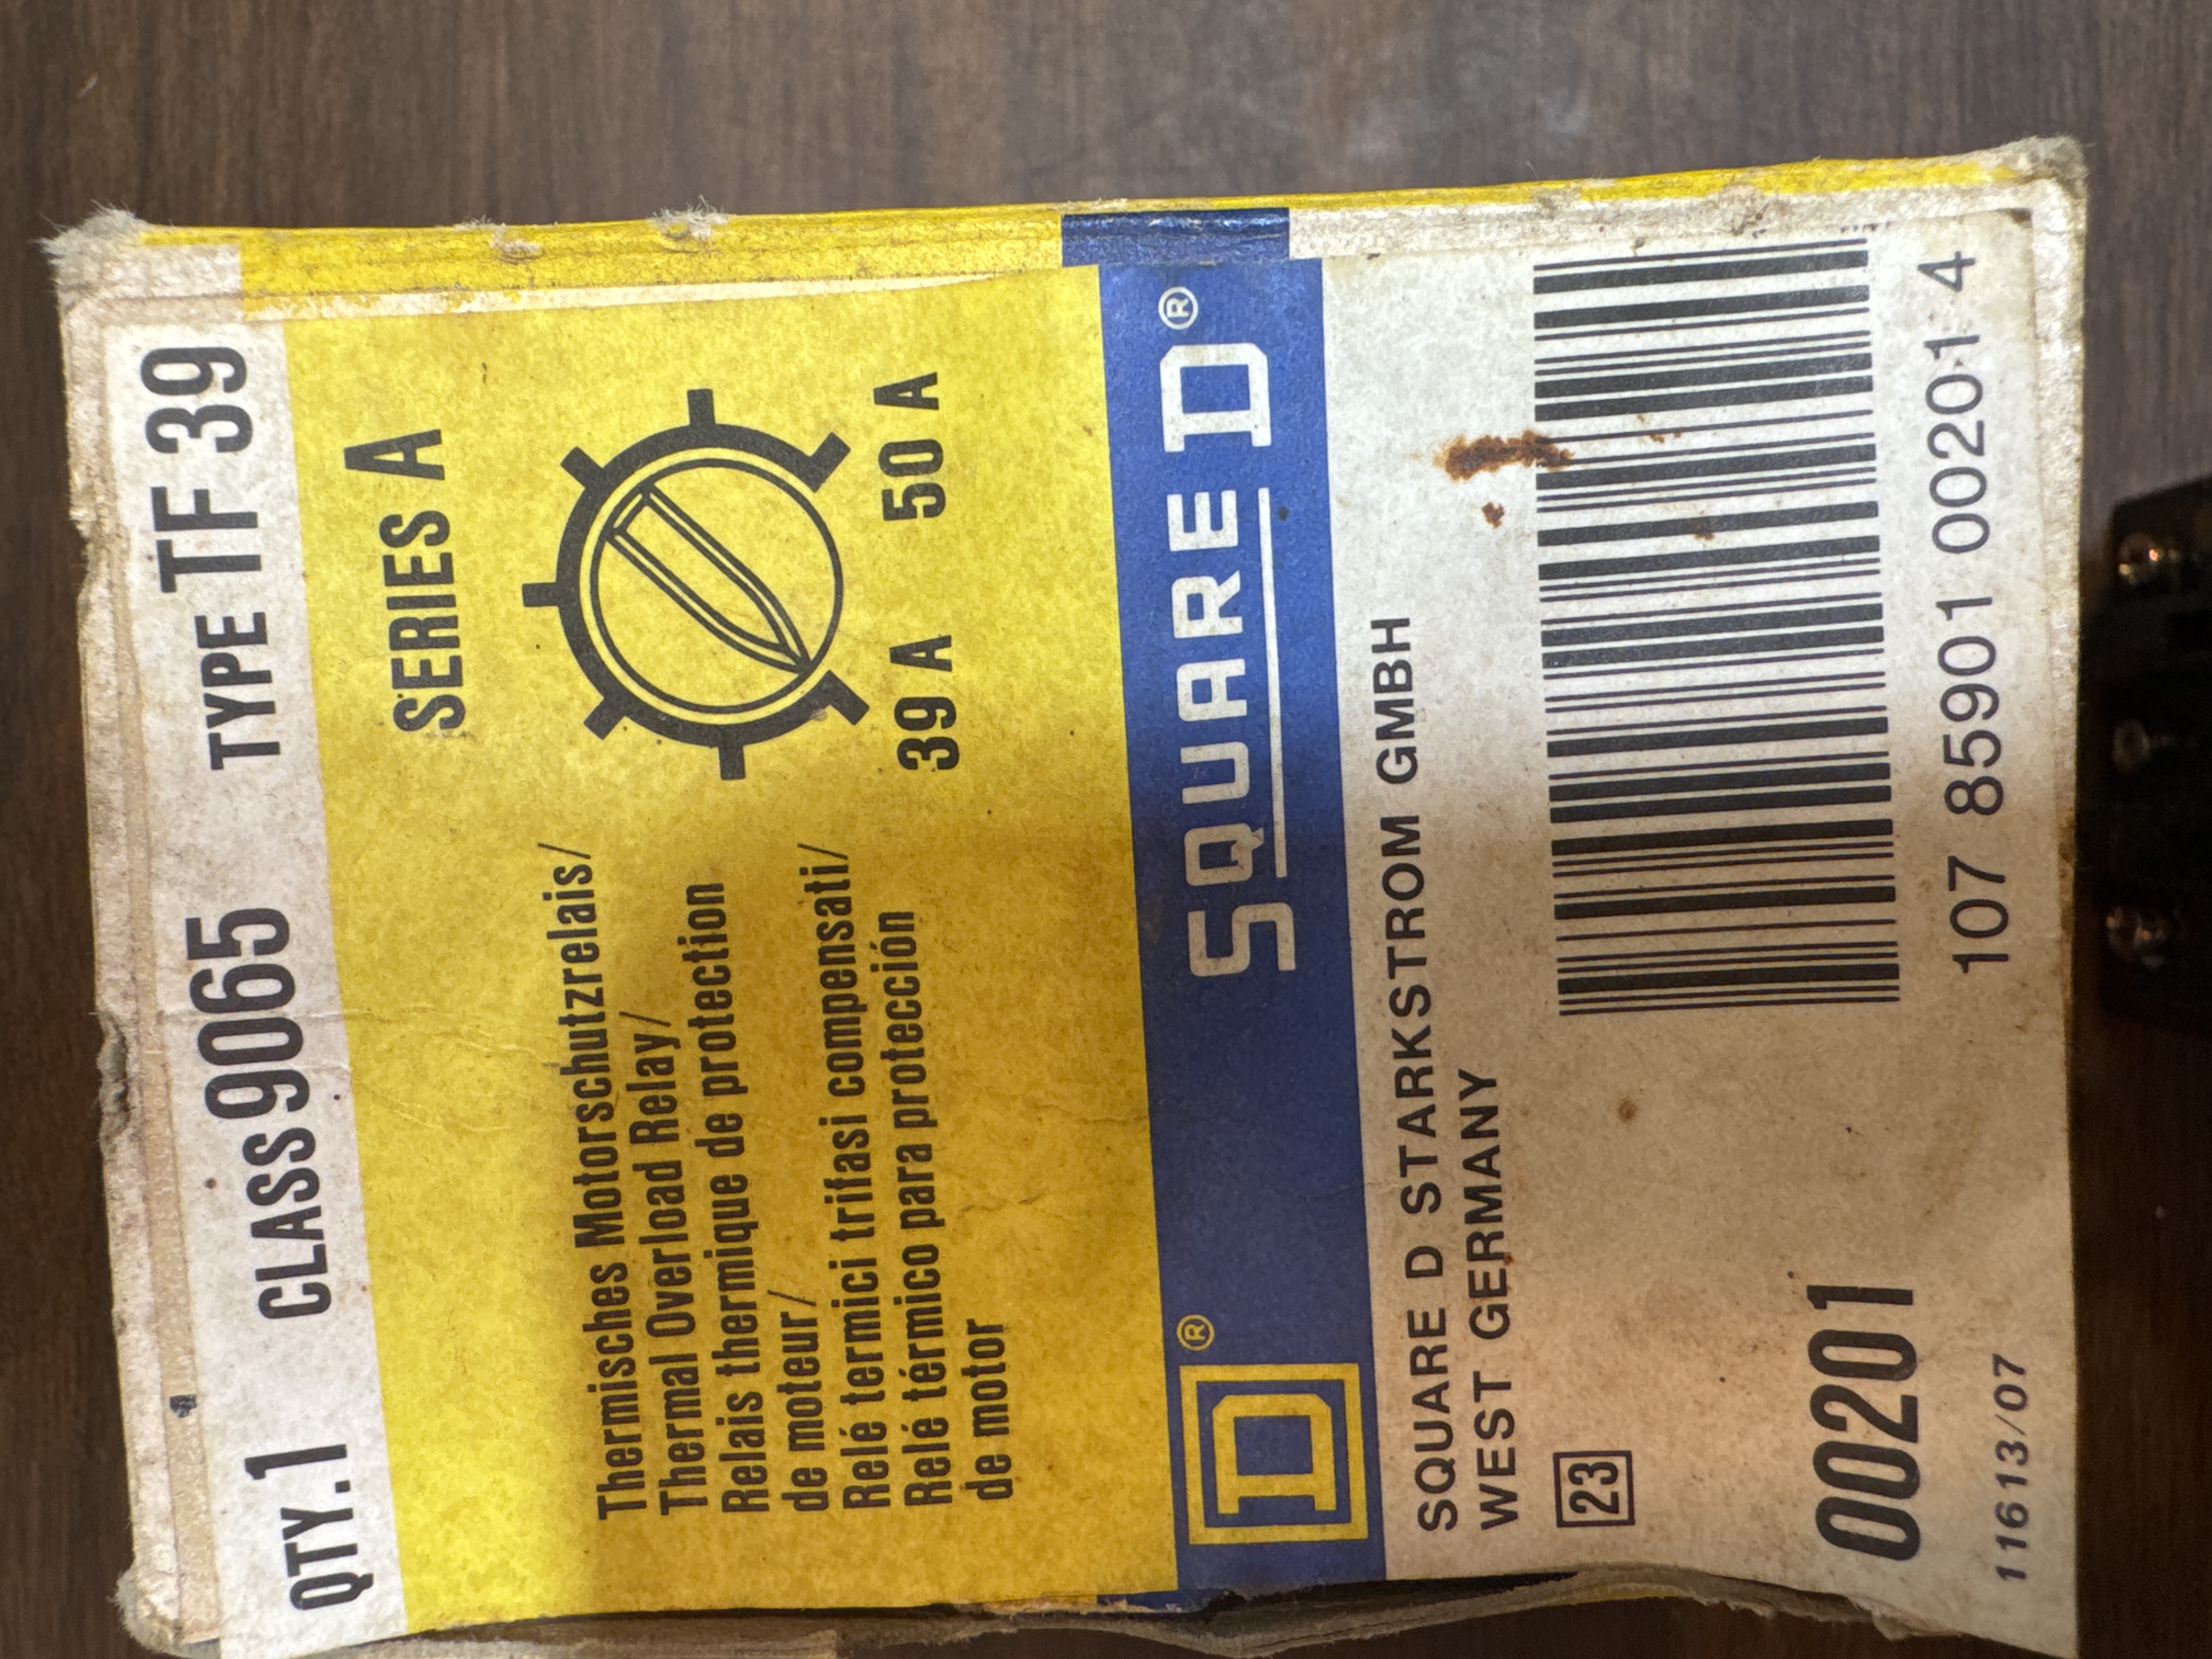 QTY.1 CLASS 9065 TYPE TF 39
SERIES A
Thermisches Motorschutzrelais/
Thermal Overload Relay/
Relais thermique de protection
de moteur/
Relé termici trifasi compensati/
Relé térmico para protección
de motor
39 A 50 A
D® SQUARE D®
SQUARE D STARKSTROM GMBH
WEST GERMANY
23
00201
107 85901 00201 4
11613/07